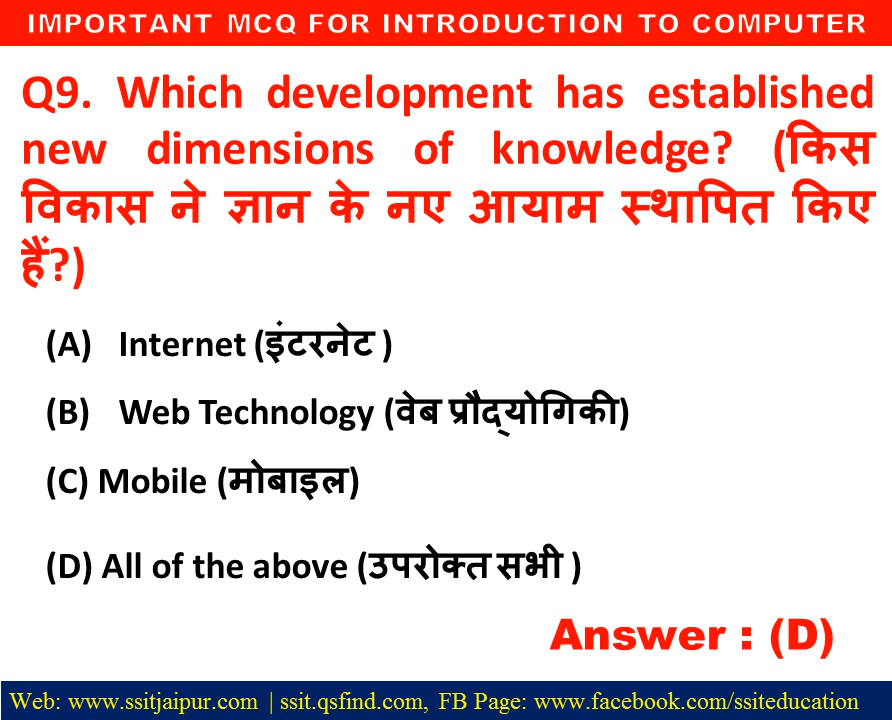 IMPORTANT MCQ FOR INTRODUCTION TO COMPUTER
Q9. Which development has established
new dimensions of knowledge? (किस
विकास ने ज्ञान के नए आयाम स्थापित किए
हैं?)
(A) Internet (इंटरनेट )
(B) Web Technology (वेब प्रौद्योगिकी)
(C) Mobile (मोबाइल)
(D) All of the above (उपरोक्त सभी )
Answer : (D)
Web: www.ssitjaipur.com | ssit.qsfind.com, FB Page: www.facebook.com/ssiteducation